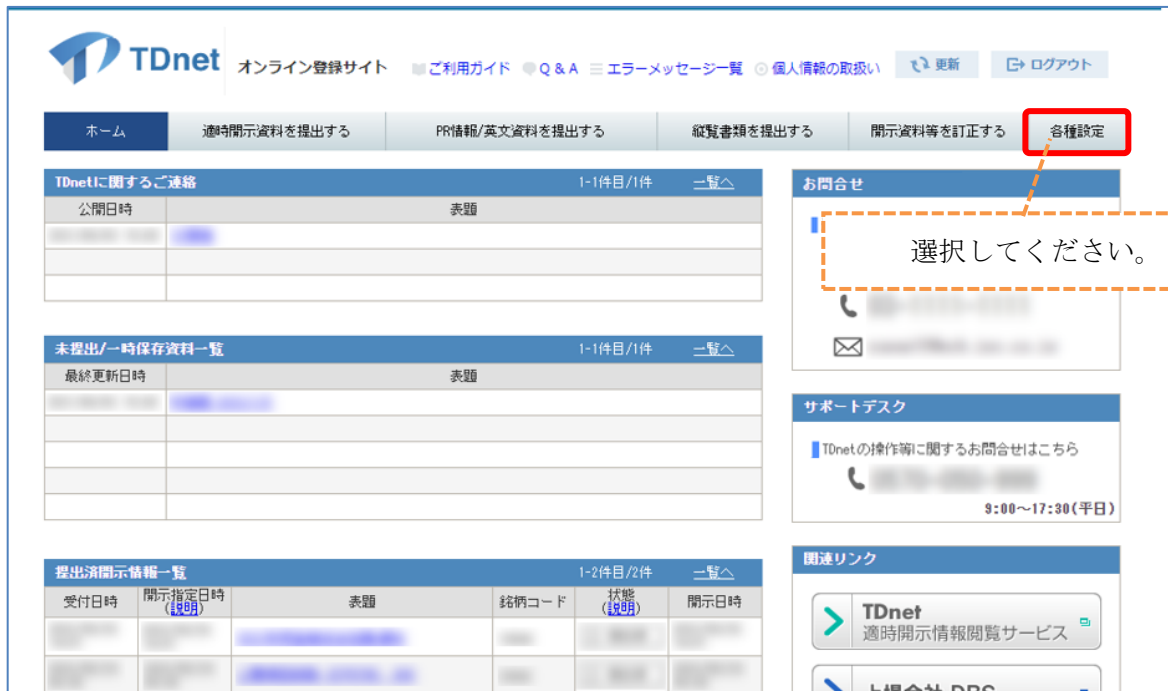 TDnet オンライン登録サイト ご利用ガイド Q & A エラーメッセージ一覧 個人情報の取扱い 更新 ログアウト
ホーム 適時開示資料を提出する PR情報/英文資料を提出する 縦覧書類を提出する 開示資料等を訂正する 各種設定
TDnetに関するご連絡 1-1件目/1件 一覧へ
公開日時 表題
お問合せ
選択してください。
未提出/一時保存資料一覧 1-1件目/1件 一覧へ
最終更新日時 表題
サポートデスク
TDnetの操作等に関するお問合せはこちら
9:00～17:30(平日)
提出済開示情報一覧 1-2件目/2件 一覧へ
受付日時 開示指定日時 (説明) 表題 銘柄コード 状態 (説明) 開示日時
関連リンク
TDnet
適時開示情報閲覧サービス
上場会社 DBS